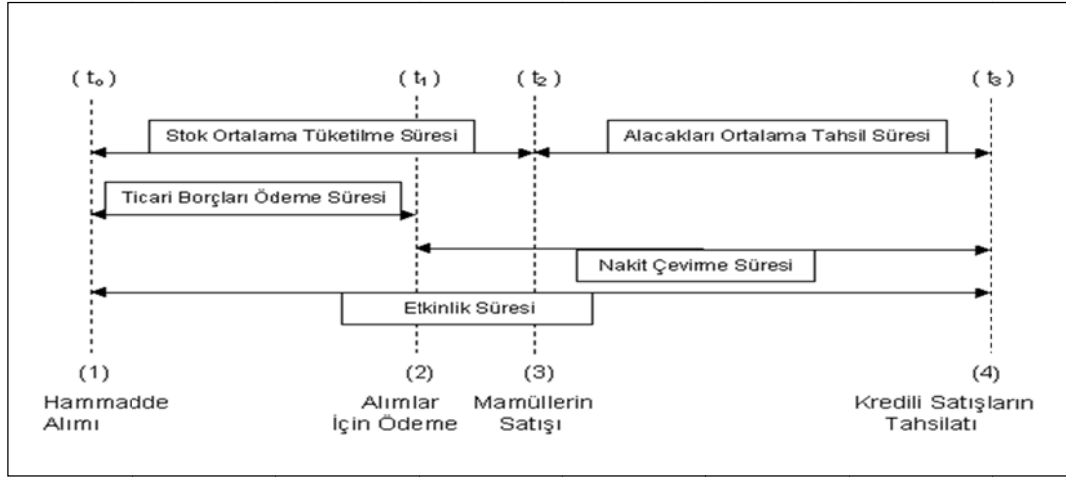 ( t₀ ) ( t₁ ) ( t₂ ) ( t₃ )
Stok Ortalama Tüketilme Süresi
Alacakları Ortalama Tahsil Süresi
Ticari Borçları Ödeme Süresi
Nakit Çevirme Süresi
Etkinlik Süresi
(1) (2) (3) (4)
Hammadde
Alımı
Alımlar
İçin Ödeme
Mamüllerin
Satışı
Kredili Satışların
Tahsilatı